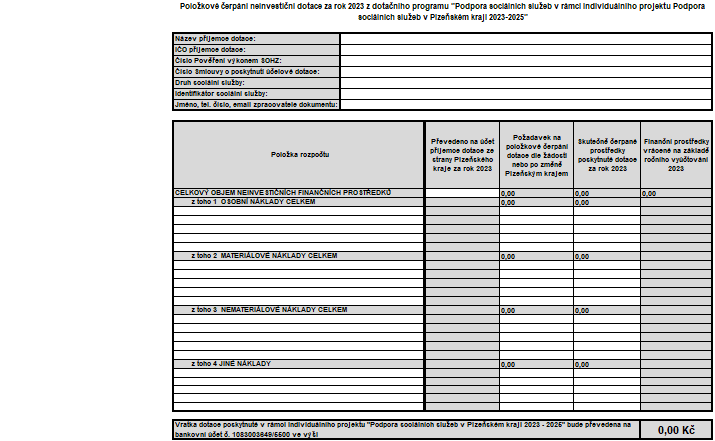 Položkové čerpání neinvestiční dotace za rok 2023 z dotačního programu "Podpora sociálních služeb v rámci individuálního projektu Podpora
sociálních služeb v Plzeňském kraji 2023-2025"
Název příjemce dotace:
IČO příjemce dotace:
Číslo Pověření výkonem SOHZ:
Číslo Smlouvy o poskytnutí účelové dotace:
Druh sociální služby:
Identifikátor sociální služby:
Jméno, tel. číslo, email zpracovatele dokumentu:
Položka rozpočtu
Převedeno na účet
příjemce dotace ze
strany Plzeňského
kraje za rok 2023
Požadavek na
položkové čerpání
dotace dle žádosti
nebo po změně
Plzeňským krajem
Skutečně čerpané
prostředky
poskytnuté dotace
za rok 2023
Finanční prostředky
vrácené na základě
ročního vyúčtování
2023
CELKOVÝ OBJEM NEINVESTIČNÍCH FINANČNÍCH PROSTŘEDKŮ 0,00 0,00 0,00
z toho 1 OSOBNÍ NÁKLADY CELKEM 0,00 0,00
z toho 2 MATERIÁLOVÉ NÁKLADY CELKEM 0,00 0,00
z toho 3 NEMATERIÁLOVÉ NÁKLADY CELKEM 0,00 0,00
z toho 4 JINÉ NÁKLADY 0,00 0,00
Vratka dotace poskytnuté v rámci individuálního projektu "Podpora sociálních služeb v Plzeňském kraji 2023 - 2025" bude převedena na
bankovní účet č. 1083003649/5500 ve výši 0,00 Kč